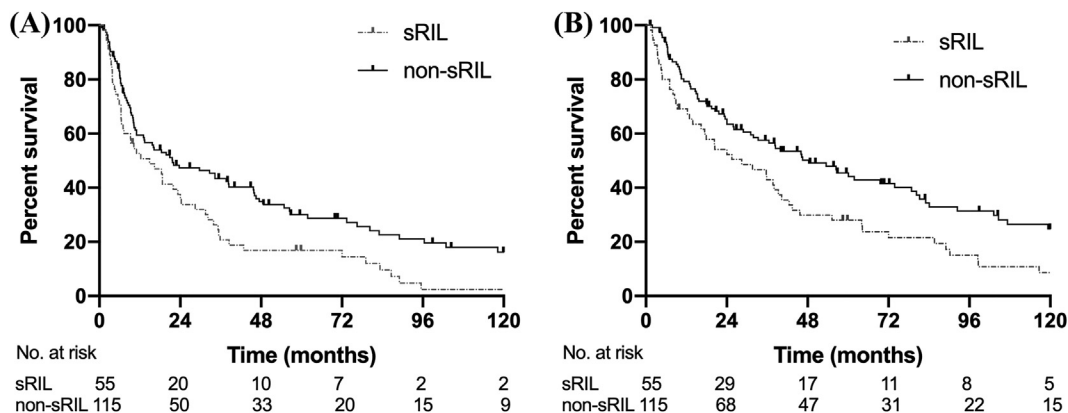 (A)
Percent survival
100
80
60
40
20
0
sRIL
non-sRIL
0 24 48 72 96 120
Time (months)
No. at risk
sRIL 55 20 10 7 2 2
non-sRIL 115 50 33 20 15 9
(B)
Percent survival
100
80
60
40
20
0
sRIL
non-sRIL
0 24 48 72 96 120
Time (months)
No. at risk
sRIL 55 29 17 11 8 5
non-sRIL 115 68 47 31 22 15